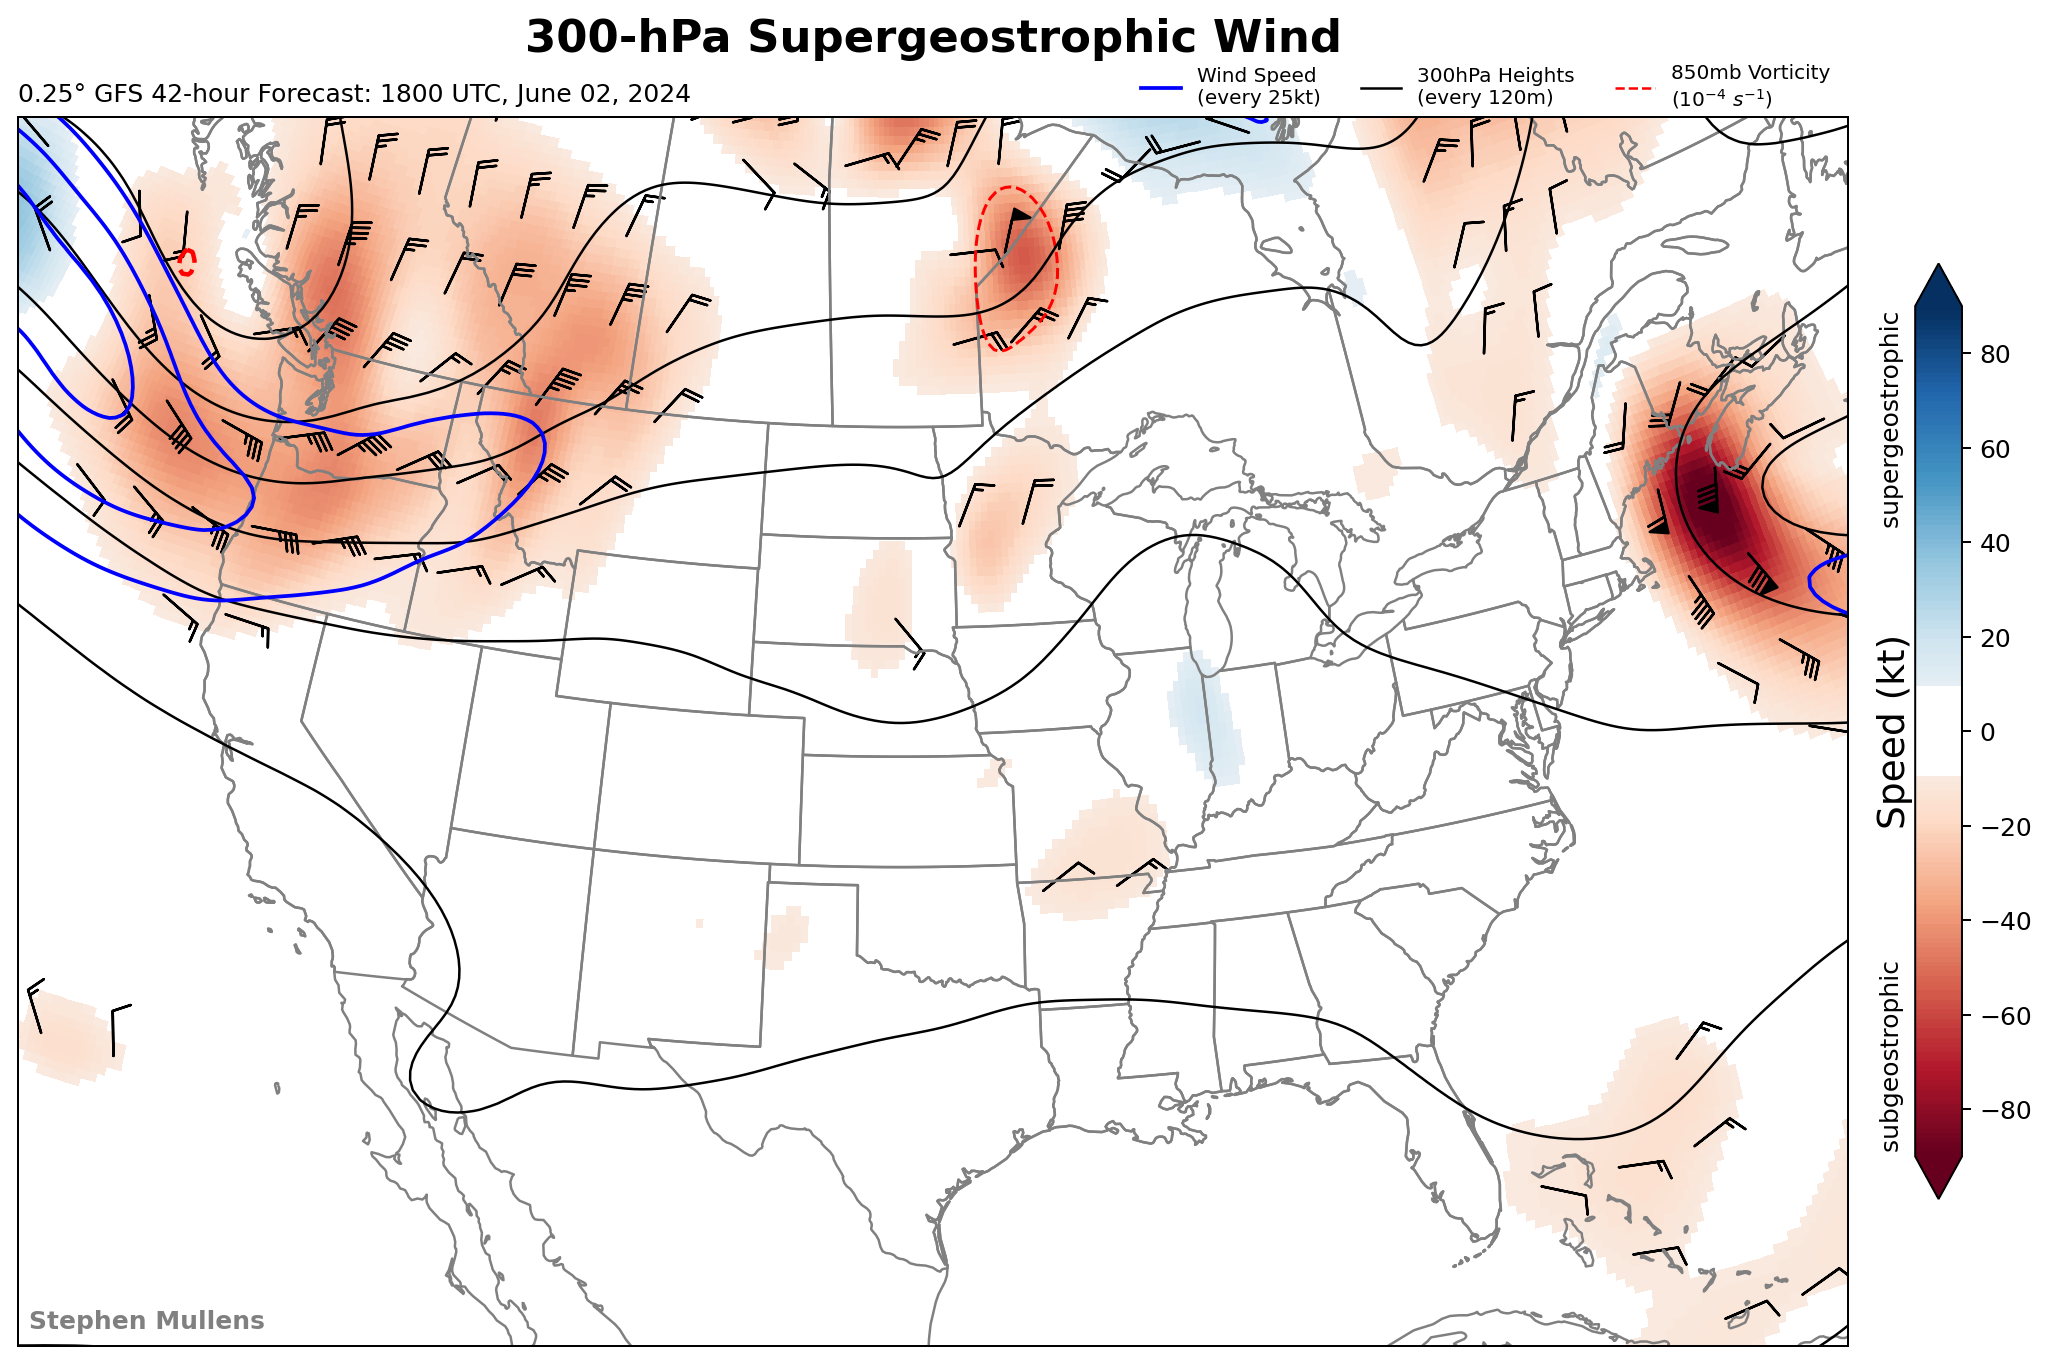 300-hPa Supergeostrophic Wind
0.25° GFS 42-hour Forecast: 1800 UTC, June 02, 2024
Wind Speed
(every 25kt)
300hPa Heights
(every 120m)
850mb Vorticity
(10⁻⁴ s⁻¹)
supergeostrophic
Speed (kt)
subgeostrophic
80
60
40
20
0
−20
−40
−60
−80
Stephen Mullens